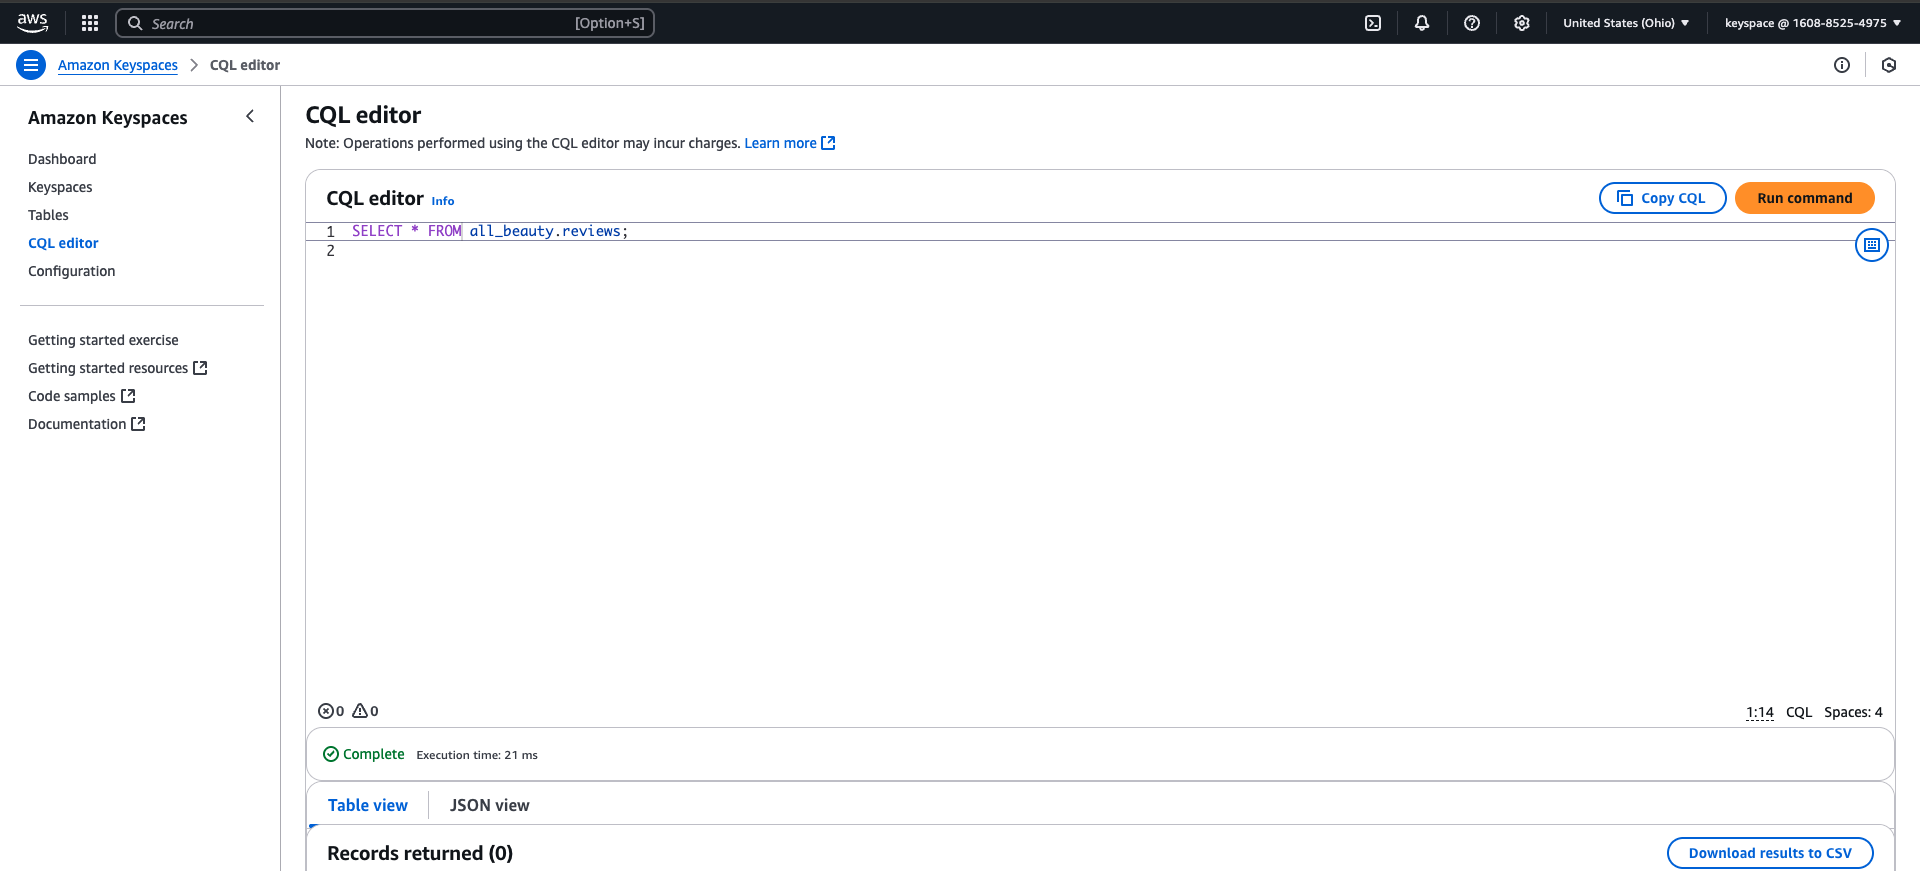 aws
Search
[Option+S]
United States (Ohio)
keyspace @ 1608-8525-4975
Amazon Keyspaces
CQL editor
Amazon Keyspaces
Dashboard
Keyspaces
Tables
CQL editor
Configuration
Getting started exercise
Getting started resources
Code samples
Documentation
CQL editor
Note: Operations performed using the CQL editor may incur charges. Learn more
CQL editor Info
Copy CQL
Run command
1 SELECT * FROM all_beauty.reviews;
2
0 0
1:14 CQL Spaces: 4
Complete Execution time: 21 ms
Table view
JSON view
Records returned (0)
Download results to CSV